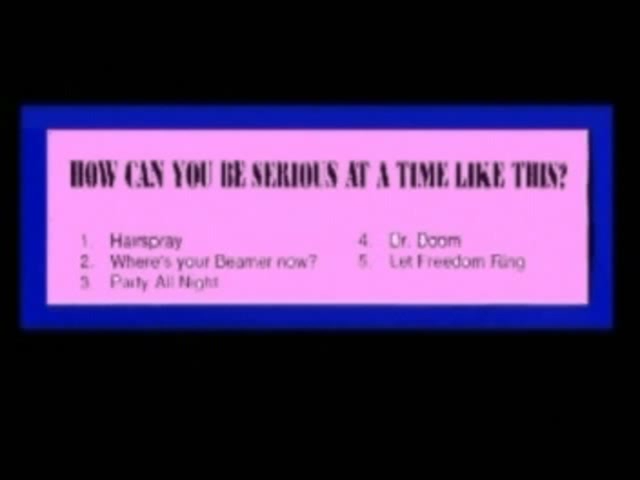 HOW CAN YOU BE SERIOUS AT A TIME LIKE THIS?
1. Hairspray
2. Where's your Beamer now?
3. Party All Night
4. Dr. Doom
5. Let Freedom Ring